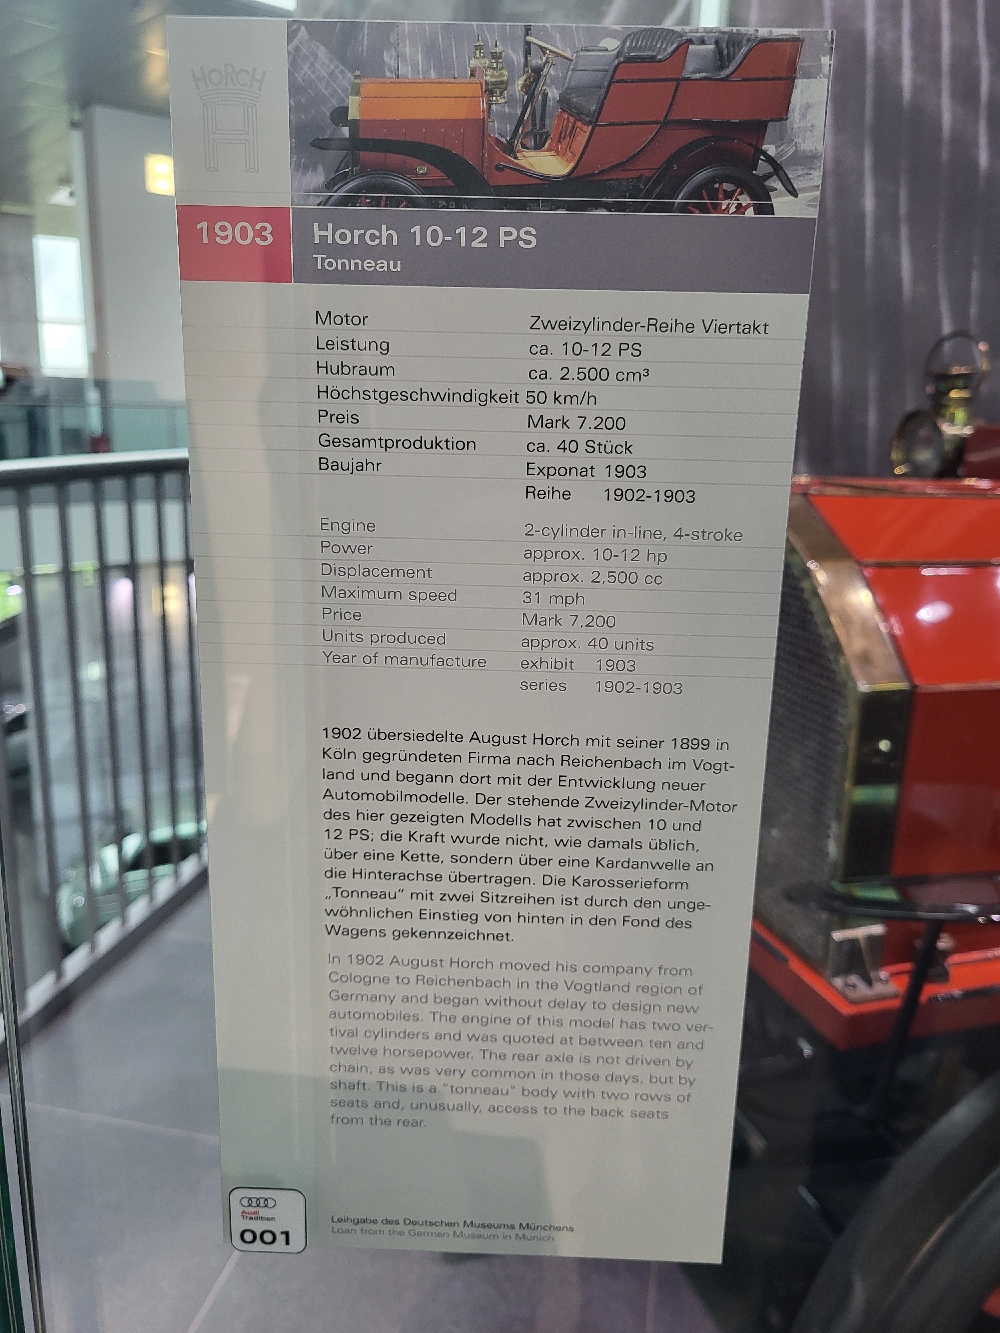 HORCH
1903
Horch 10-12 PS
Tonneau
Motor Zweizylinder-Reihe Viertakt
Leistung ca. 10-12 PS
Hubraum ca. 2.500 cm³
Höchstgeschwindigkeit 50 km/h
Preis Mark 7.200
Gesamtproduktion ca. 40 Stück
Baujahr Exponat 1903
Reihe 1902-1903
Engine 2-cylinder in-line, 4-stroke
Power approx. 10-12 hp
Displacement approx. 2,500 cc
Maximum speed 31 mph
Price Mark 7,200
Units produced approx. 40 units
Year of manufacture exhibit 1903
series 1902-1903
1902 übersiedelte August Horch mit seiner 1899 in
Köln gegründeten Firma nach Reichenbach im Vogt-
land und begann dort mit der Entwicklung neuer
Automobilmodelle. Der stehende Zweizylinder-Motor
des hier gezeigten Modells hat zwischen 10 und
12 PS; die Kraft wurde nicht, wie damals üblich,
über eine Kette, sondern über eine Kardanwelle an
die Hinterachse übertragen. Die Karosserieform
„Tonneau“ mit zwei Sitzreihen ist durch den unge-
wöhnlichen Einstieg von hinten in den Fond des
Wagens gekennzeichnet.
In 1902 August Horch moved his company from
Cologne to Reichenbach in the Vogtland region of
Germany and began without delay to design new
automobiles. The engine of this model has two ver-
tival cylinders and was quoted at between ten and
twelve horsepower. The rear axle is not driven by
chain, as was very common in those days, but by
shaft. This is a "tonneau" body with two rows of
seats and, unusually, access to the back seats
from the rear.
Audi
Tradition
001
Leihgabe des Deutschen Museums Münchens
Loan from the German Museum in Munich